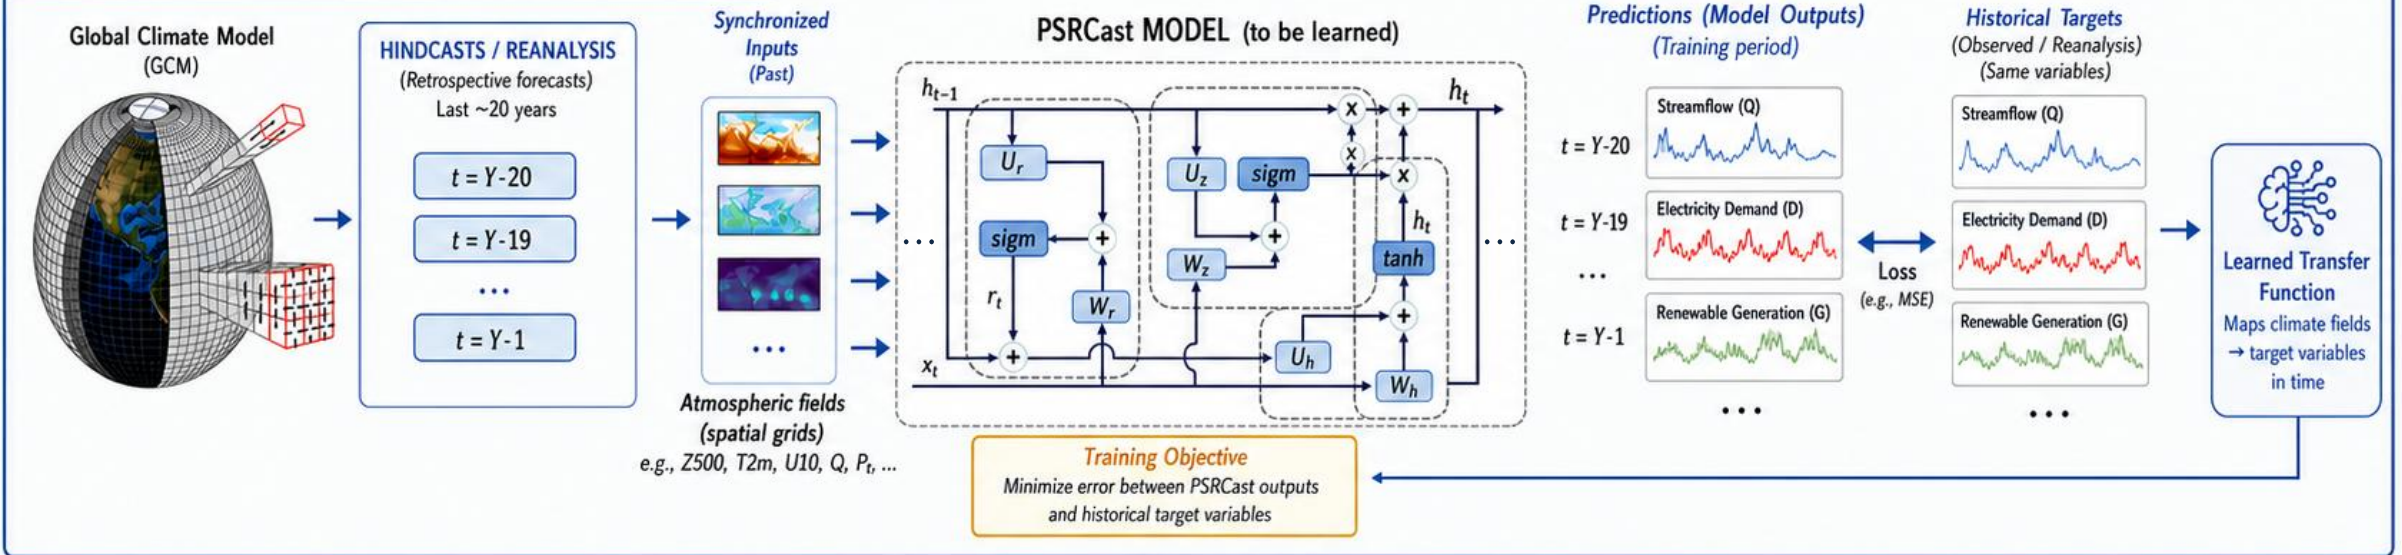 Global Climate Model
(GCM)
HINDCASTS / REANALYSIS
(Retrospective forecasts)
Last ~20 years
t = Y-20
t = Y-19
...
t = Y-1
Synchronized
Inputs
(Past)
...
Atmospheric fields
(spatial grids)
e.g., Z500, T2m, U10, Q, Pₜ, ...
PSRCast MODEL (to be learned)
hₜ₋₁
hₜ
x
+
Uᵣ
x
U_z
sigm
x
sigm
+
+
hₜ
...
...
W_z
tanh
rₜ
Wᵣ
+
xₜ
+
Uₕ
Wₕ
Training Objective
Minimize error between PSRCast outputs
and historical target variables
Predictions (Model Outputs)
(Training period)
t = Y-20
t = Y-19
...
t = Y-1
Streamflow (Q)
Electricity Demand (D)
Renewable Generation (G)
...
Loss
(e.g., MSE)
Historical Targets
(Observed / Reanalysis)
(Same variables)
Streamflow (Q)
Electricity Demand (D)
Renewable Generation (G)
...
Learned Transfer
Function
Maps climate fields
→ target variables
in time